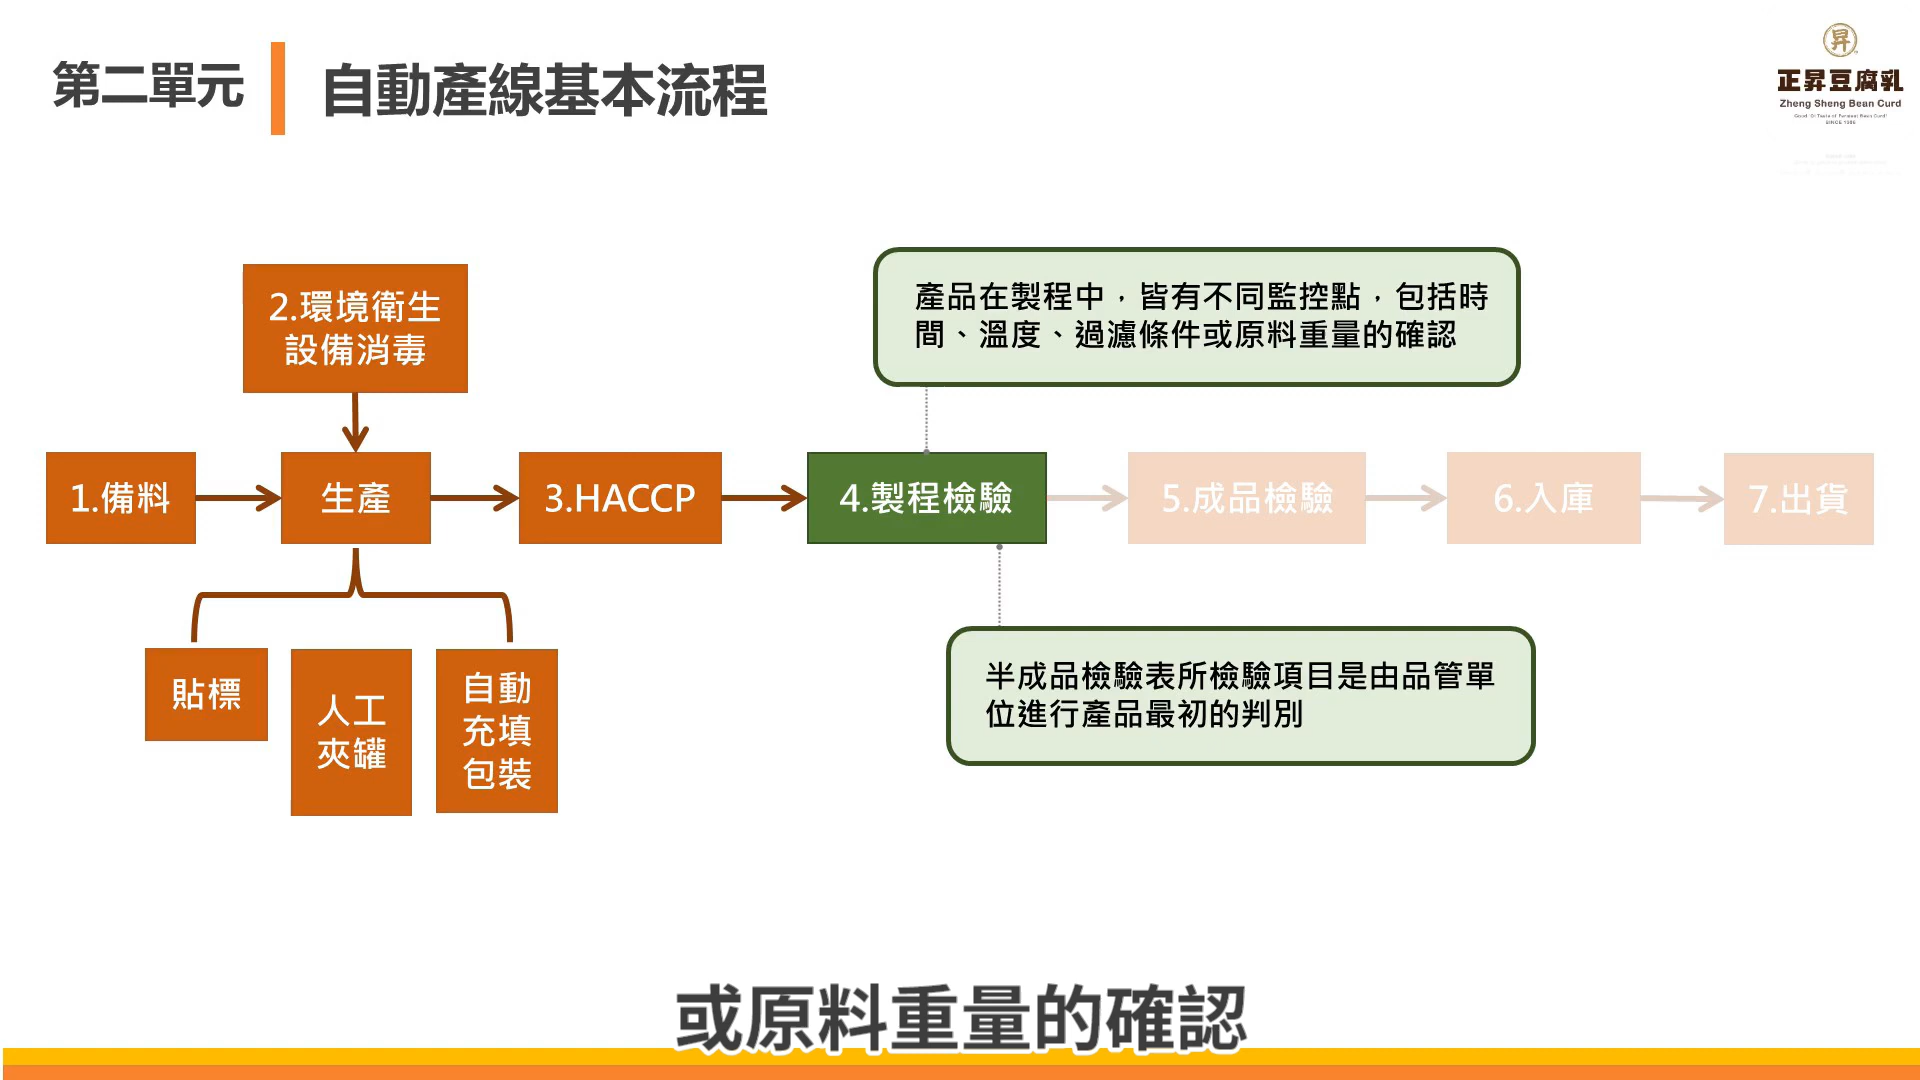 第二單元
自動產線基本流程
昇
正昇豆腐乳
Zheng Sheng Bean Curd
SINCE 1396
2.環境衛生
設備消毒
產品在製程中，皆有不同監控點，包括時
間、溫度、過濾條件或原料重量的確認
1.備料
生產
3.HACCP
4.製程檢驗
5.成品檢驗
6.入庫
7.出貨
貼標
人工
夾罐
自動
充填
包裝
半成品檢驗表所檢驗項目是由品管單
位進行產品最初的判別
或原料重量的確認